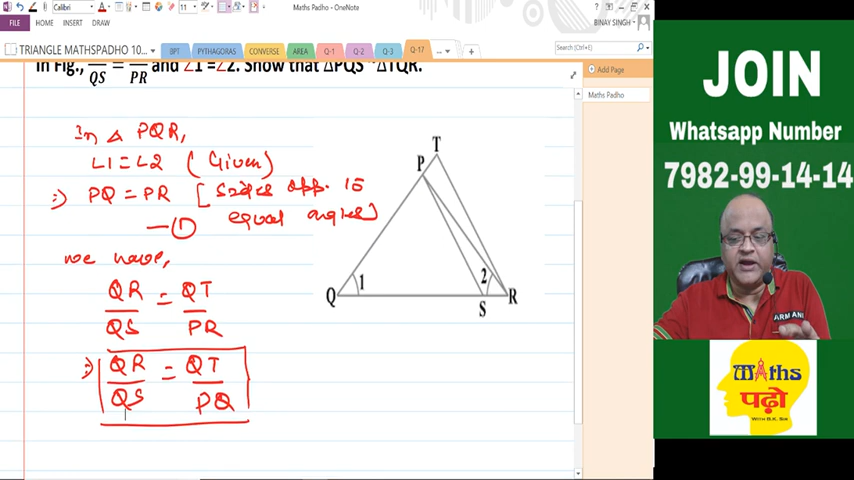 Maths Padho - OneNote
Calibri
FILE HOME INSERT DRAW
BINAY SINGH
TRIANGLE MATHSPADHO 10...
BPT PYTHAGORAS CONVERSE AREA Q-1 Q-2 Q-3 Q-17 ... +
Search (Ctrl+E)
In Fig., QS = PR and ∠1 =∠2. Show that ΔPQS ~ ΔTQR.
Add Page
Maths Padho
In △ PQR,
∠1 = ∠2 (Given)
⇒ PQ = PR [sides opp. to
equal angles]
—①
we have,
QR/QS = QT/PR
⇒ QR/QS = QT/PQ
T
P
1
2
Q
S
R
JOIN
Whatsapp Number
7982-99-14-14
ARMANI
Maths
पढ़ो
WITH B.K. SIR